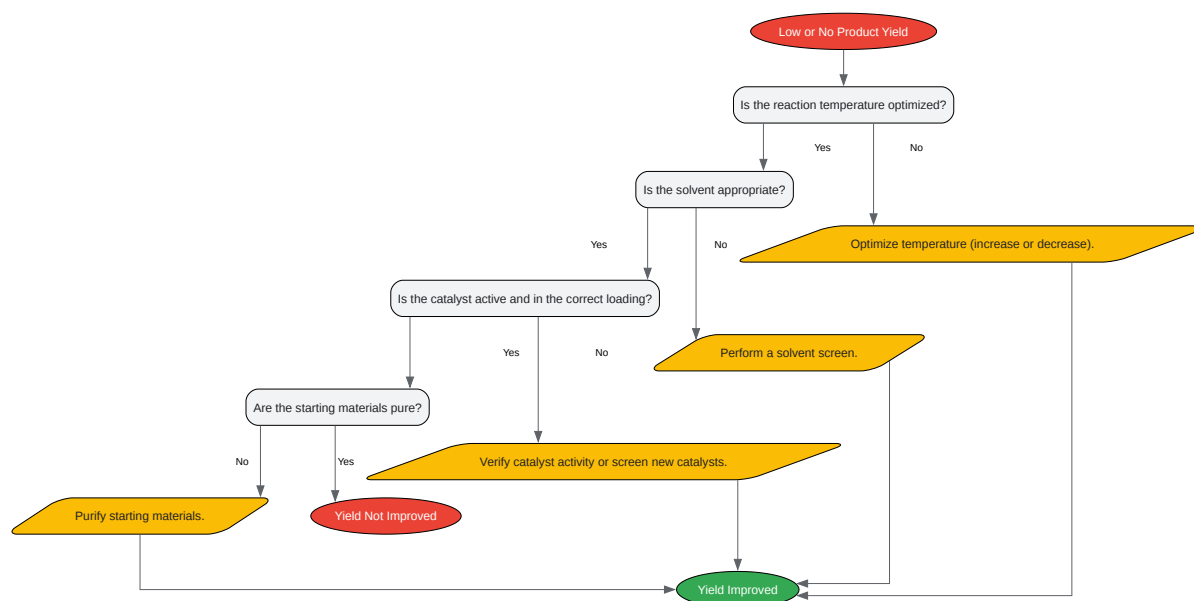 Low or No Product Yield
Is the reaction temperature optimized?
Yes
No
Is the solvent appropriate?
Yes
No
Optimize temperature (increase or decrease).
Is the catalyst active and in the correct loading?
Yes
No
Perform a solvent screen.
Are the starting materials pure?
No
Yes
Verify catalyst activity or screen new catalysts.
Purify starting materials.
Yield Not Improved
Yield Improved